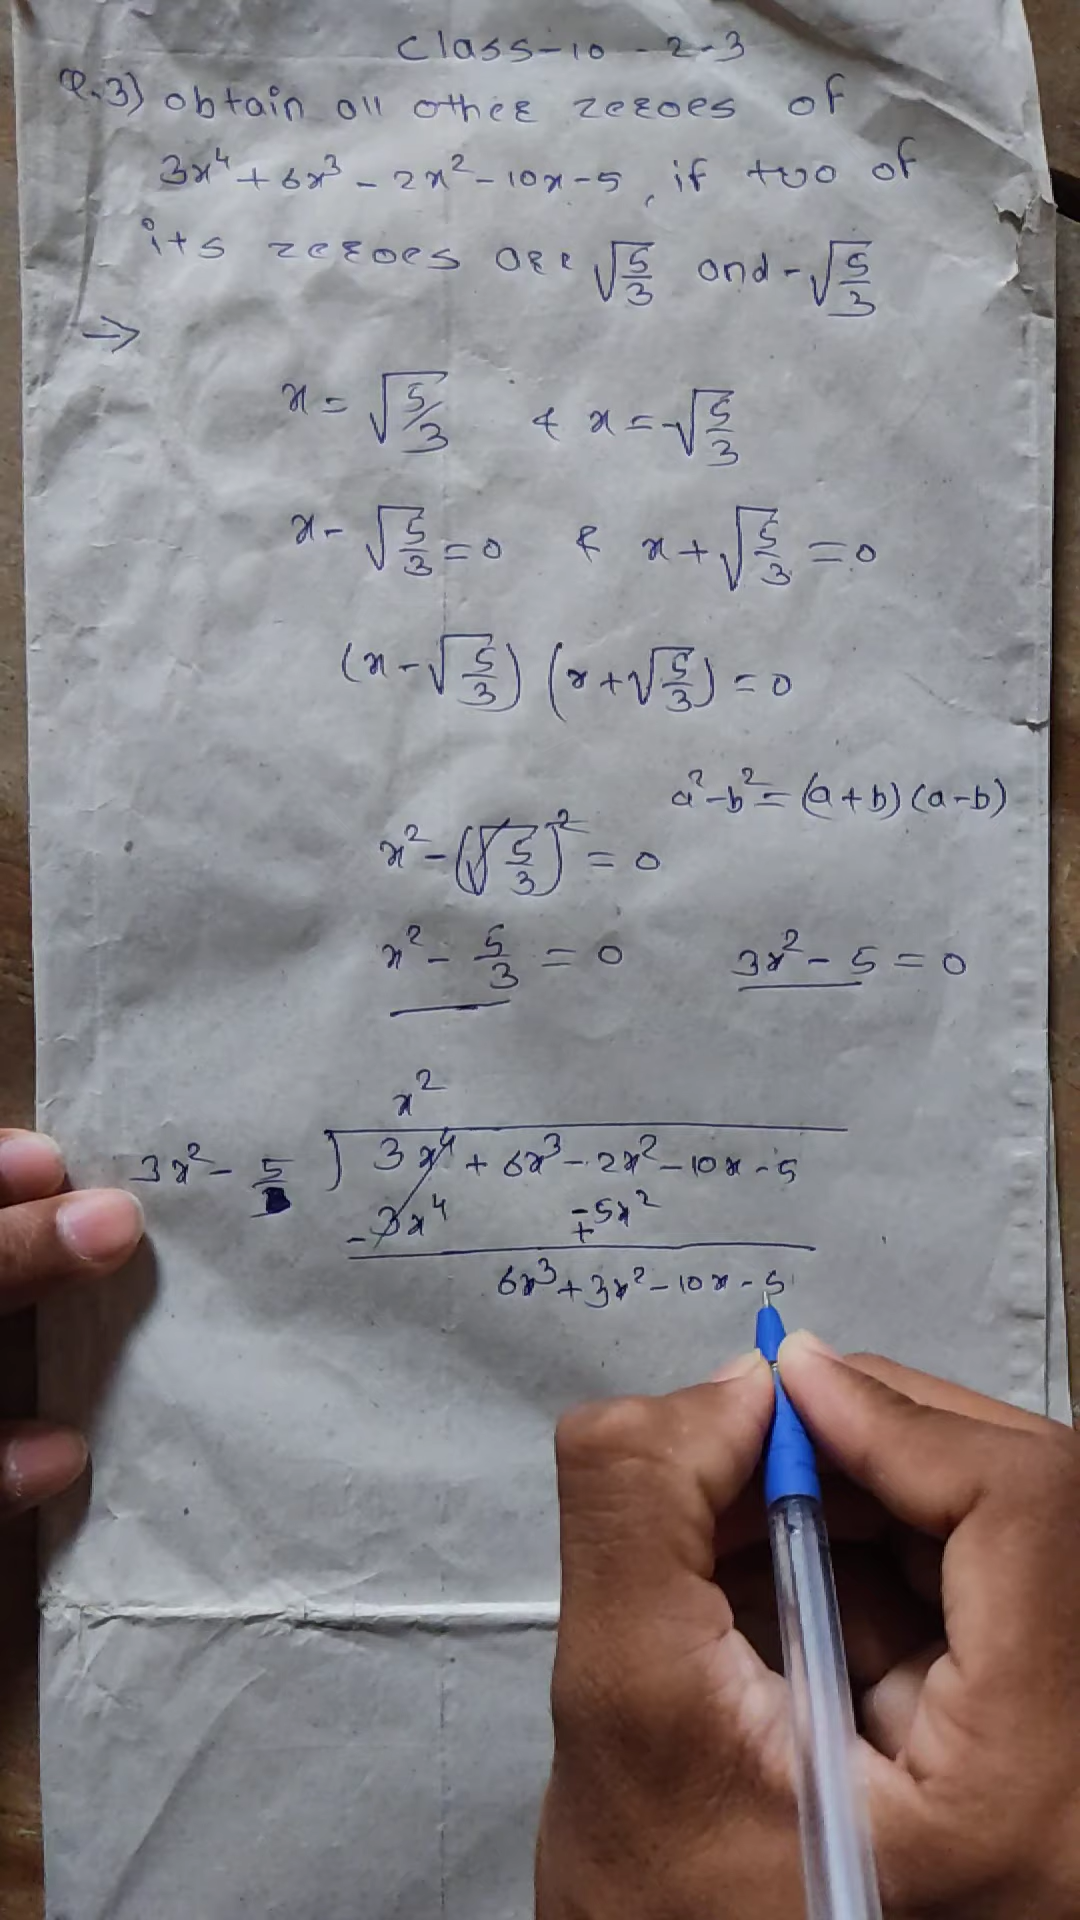 Class-10 - 2-3
Q.3) obtain all other zeroes of
3x⁴ + 6x³ - 2x² - 10x - 5, if two of
its zeroes are √5/3 and -√5/3
→
x = √5/3 & x = -√5/3
x - √5/3 = 0 & x + √5/3 = 0
(x - √5/3) (x + √5/3) = 0
a² - b² = (a+b) (a-b)
x² - (√5/3)² = 0
x² - 5/3 = 0 3x² - 5 = 0
x²
3x² - 5 ) 3x⁴ + 6x³ - 2x² - 10x - 5
- 3x⁴ -+ 5x²
6x³ + 3x² - 10x - 5